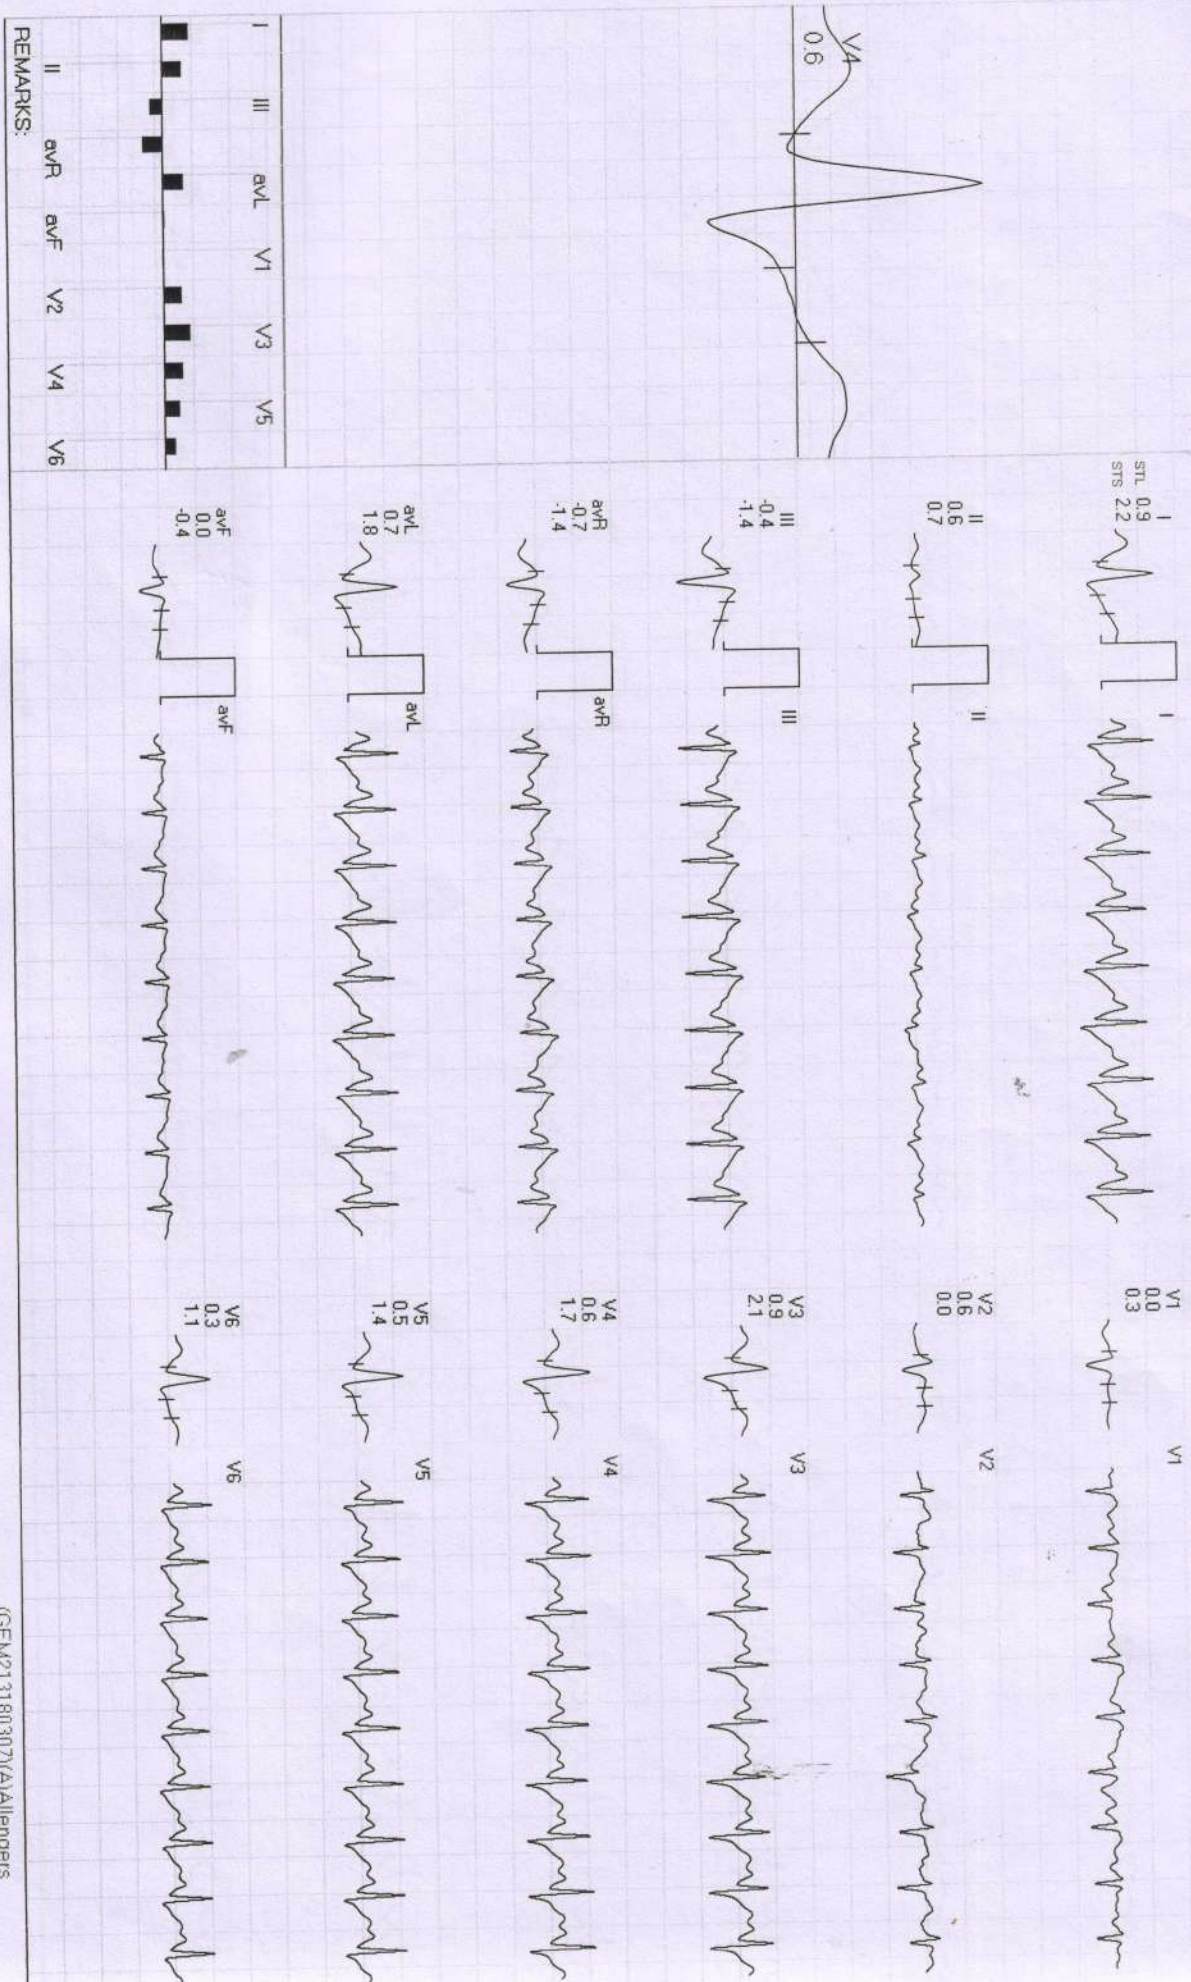 V4
0.6
I III avL V1 V3 V5
II avR avF V2 V4 V6
REMARKS:
I
STL 0.9
STS 2.2
I
II
0.6
0.7
II
III
-0.4
-1.4
III
avR
-0.7
-1.4
avR
avL
0.7
1.8
avL
avF
0.0
-0.4
avF
V1
0.0
0.3
V1
V2
0.6
0.0
V2
V3
0.9
2.1
V3
V4
0.6
1.7
V4
V5
0.5
1.4
V5
V6
0.3
1.1
V6
(GEM213180307)(A)Allengers